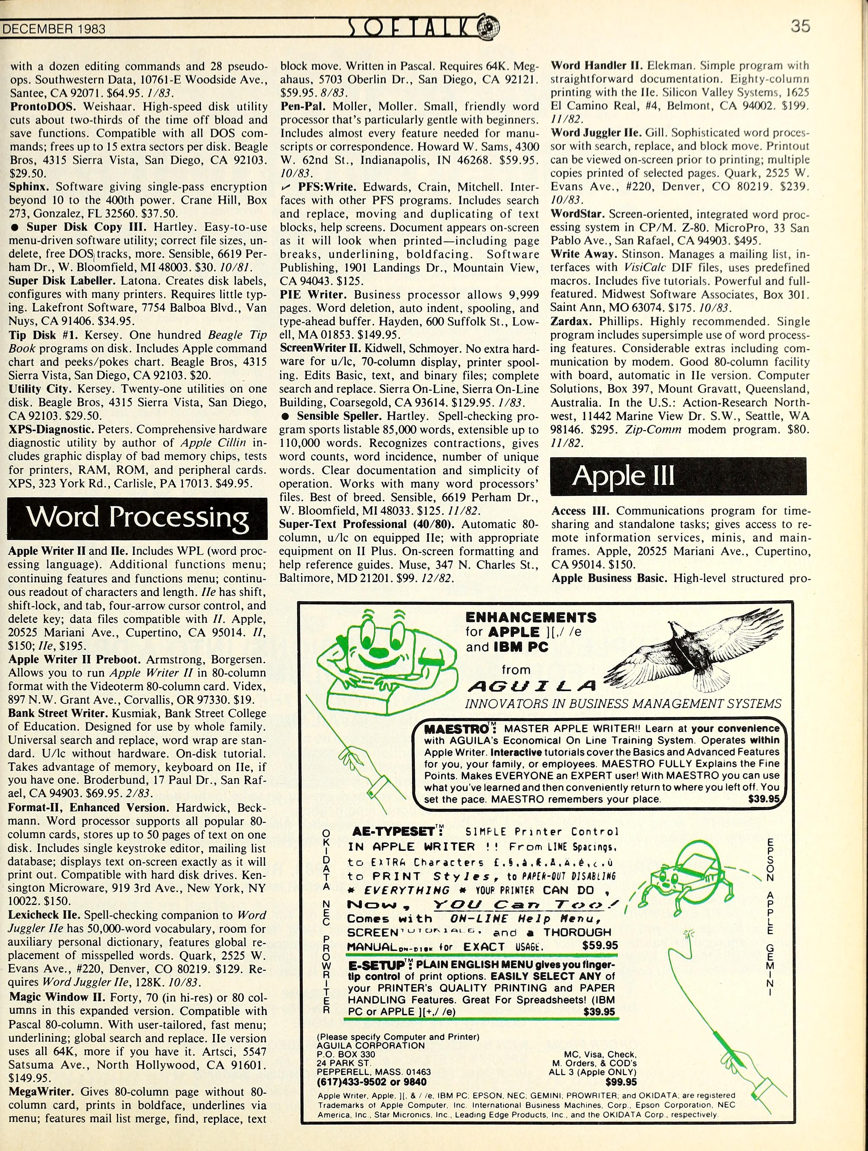 DECEMBER 1983
SOFTALK
35
with a dozen editing commands and 28 pseudo-
ops. Southwestern Data, 10761-E Woodside Ave.,
Santee, CA 92071. $64.95. 1/83.
ProntoDOS. Weishaar. High-speed disk utility
cuts about two-thirds of the time off bload and
save functions. Compatible with all DOS com-
mands; frees up to 15 extra sectors per disk. Beagle
Bros, 4315 Sierra Vista, San Diego, CA 92103.
$29.50.
Sphinx. Software giving single-pass encryption
beyond 10 to the 400th power. Crane Hill, Box
273, Gonzalez, FL 32560. $37.50.
● Super Disk Copy III. Hartley. Easy-to-use
menu-driven software utility; correct file sizes, un-
delete, free DOS tracks, more. Sensible, 6619 Per-
ham Dr., W. Bloomfield, MI 48003. $30. 10/81.
Super Disk Labeller. Latona. Creates disk labels,
configures with many printers. Requires little typ-
ing. Lakefront Software, 7754 Balboa Blvd., Van
Nuys, CA 91406. $34.95.
Tip Disk #1. Kersey. One hundred Beagle Tip
Book programs on disk. Includes Apple command
chart and peeks/pokes chart. Beagle Bros, 4315
Sierra Vista, San Diego, CA 92103. $20.
Utility City. Kersey. Twenty-one utilities on one
disk. Beagle Bros, 4315 Sierra Vista, San Diego,
CA 92103. $29.50.
XPS-Diagnostic. Peters. Comprehensive hardware
diagnostic utility by author of Apple Cillin in-
cludes graphic display of bad memory chips, tests
for printers, RAM, ROM, and peripheral cards.
XPS, 323 York Rd., Carlisle, PA 17013. $49.95.
Word Processing
Apple Writer II and IIe. Includes WPL (word proc-
essing language). Additional functions menu;
continuing features and functions menu; continu-
ous readout of characters and length. IIe has shift,
shift-lock, and tab, four-arrow cursor control, and
delete key; data files compatible with II. Apple,
20525 Mariani Ave., Cupertino, CA 95014. II,
$150; IIe, $195.
Apple Writer II Preboot. Armstrong, Borgersen.
Allows you to run Apple Writer II in 80-column
format with the Videoterm 80-column card. Videx,
897 N.W. Grant Ave., Corvallis, OR 97330. $19.
Bank Street Writer. Kusmiak, Bank Street College
of Education. Designed for use by whole family.
Universal search and replace, word wrap are stan-
dard. U/lc without hardware. On-disk tutorial.
Takes advantage of memory, keyboard on IIe, if
you have one. Broderbund, 17 Paul Dr., San Raf-
ael, CA 94903. $69.95. 2/83.
Format-II, Enhanced Version. Hardwick, Beck-
mann. Word processor supports all popular 80-
column cards, stores up to 50 pages of text on one
disk. Includes single keystroke editor, mailing list
database; displays text on-screen exactly as it will
print out. Compatible with hard disk drives. Ken-
sington Microware, 919 3rd Ave., New York, NY
10022. $150.
Lexicheck IIe. Spell-checking companion to Word
Juggler IIe has 50,000-word vocabulary, room for
auxiliary personal dictionary, features global re-
placement of misspelled words. Quark, 2525 W.
Evans Ave., #220, Denver, CO 80219. $129. Re-
quires Word Juggler IIe, 128K. 10/83.
Magic Window II. Forty, 70 (in hi-res) or 80 col-
umns in this expanded version. Compatible with
Pascal 80-column. With user-tailored, fast menu;
underlining; global search and replace. IIe version
uses all 64K, more if you have it. Artsci, 5547
Satsuma Ave., North Hollywood, CA 91601.
$149.95.
MegaWriter. Gives 80-column page without 80-
column card, prints in boldface, underlines via
menu; features mail list merge, find, replace, text
block move. Written in Pascal. Requires 64K. Meg-
ahaus, 5703 Oberlin Dr., San Diego, CA 92121.
$59.95. 8/83.
Pen-Pal. Moller, Moller. Small, friendly word
processor that's particularly gentle with beginners.
Includes almost every feature needed for manu-
scripts or correspondence. Howard W. Sams, 4300
W. 62nd St., Indianapolis, IN 46268. $59.95.
10/83.
✓ PFS:Write. Edwards, Crain, Mitchell. Inter-
faces with other PFS programs. Includes search
and replace, moving and duplicating of text
blocks, help screens. Document appears on-screen
as it will look when printed—including page
breaks, underlining, boldfacing. Software
Publishing, 1901 Landings Dr., Mountain View,
CA 94043. $125.
PIE Writer. Business processor allows 9,999
pages. Word deletion, auto indent, spooling, and
type-ahead buffer. Hayden, 600 Suffolk St., Low-
ell, MA 01853. $149.95.
ScreenWriter II. Kidwell, Schmoyer. No extra hard-
ware for u/lc, 70-column display, printer spool-
ing. Edits Basic, text, and binary files; complete
search and replace. Sierra On-Line, Sierra On-Line
Building, Coarsegold, CA 93614. $129.95. 1/83.
● Sensible Speller. Hartley. Spell-checking pro-
gram sports listable 85,000 words, extensible up to
110,000 words. Recognizes contractions, gives
word counts, word incidence, number of unique
words. Clear documentation and simplicity of
operation. Works with many word processors'
files. Best of breed. Sensible, 6619 Perham Dr.,
W. Bloomfield, MI 48033. $125. 11/82.
Super-Text Professional (40/80). Automatic 80-
column, u/lc on equipped IIe; with appropriate
equipment on II Plus. On-screen formatting and
help reference guides. Muse, 347 N. Charles St.,
Baltimore, MD 21201. $99. 12/82.
Word Handler II. Elekman. Simple program with
straightforward documentation. Eighty-column
printing with the IIe. Silicon Valley Systems, 1625
El Camino Real, #4, Belmont, CA 94002. $199.
11/82.
Word Juggler IIe. Gill. Sophisticated word proces-
sor with search, replace, and block move. Printout
can be viewed on-screen prior to printing; multiple
copies printed of selected pages. Quark, 2525 W.
Evans Ave., #220, Denver, CO 80219. $239.
10/83.
WordStar. Screen-oriented, integrated word proc-
essing system in CP/M. Z-80. MicroPro, 33 San
Pablo Ave., San Rafael, CA 94903. $495.
Write Away. Stinson. Manages a mailing list, in-
terfaces with VisiCalc DIF files, uses predefined
macros. Includes five tutorials. Powerful and full-
featured. Midwest Software Associates, Box 301.
Saint Ann, MO 63074. $175. 10/83.
Zardax. Phillips. Highly recommended. Single
program includes supersimple use of word process-
ing features. Considerable extras including com-
munication by modem. Good 80-column facility
with board, automatic in IIe version. Computer
Solutions, Box 397, Mount Gravatt, Queensland,
Australia. In the U.S.: Action-Research North-
west, 11442 Marine View Dr. S.W., Seattle, WA
98146. $295. Zip-Comm modem program. $80.
11/82.
Apple III
Access III. Communications program for time-
sharing and standalone tasks; gives access to re-
mote information services, minis, and main-
frames. Apple, 20525 Mariani Ave., Cupertino,
CA 95014. $150.
Apple Business Basic. High-level structured pro-
ENHANCEMENTS
for APPLE ][,/ /e
and IBM PC
from
AGUILA
INNOVATORS IN BUSINESS MANAGEMENT SYSTEMS
MAESTRO™: MASTER APPLE WRITER!! Learn at your convenience
with AGUILA's Economical On Line Training System. Operates within
Apple Writer. Interactive tutorials cover the Basics and Advanced Features
for you, your family, or employees. MAESTRO FULLY Explains the Fine
Points. Makes EVERYONE an EXPERT user! With MAESTRO you can use
what you've learned and then conveniently return to where you left off. You
set the pace. MAESTRO remembers your place. $39.95
OKIDATA NEC PROWRITER
AE-TYPESET™: SIMPLE Printer Control
IN APPLE WRITER !! From LINE Spacings,
to EXTRA Characters
to PRINT Styles, to PAPER-OUT DISABLING
* EVERYTHING * YOUR PRINTER CAN DO,
Now, YOU Can Too!
Comes with ON-LINE Help Menu,
SCREEN TUTORIALS, and a THOROUGH
MANUAL ON-DISK for EXACT USAGE. $59.95
E-SETUP™: PLAIN ENGLISH MENU gives you finger-
tip control of print options. EASILY SELECT ANY of
your PRINTER'S QUALITY PRINTING and PAPER
HANDLING Features. Great For Spreadsheets! (IBM
PC or APPLE ][+,/ /e) $39.95
EPSON APPLE GEMINI
(Please specify Computer and Printer)
AGUILA CORPORATION
P.O. BOX 330
24 PARK ST.
PEPPERELL, MASS. 01463
(617)433-9502 or 9840
MC, Visa, Check,
M. Orders, & COD's
ALL 3 (Apple ONLY)
$99.95
Apple Writer, Apple, ][, & / /e, IBM PC, EPSON, NEC, GEMINI, PROWRITER, and OKIDATA, are registered
Trademarks of Apple Computer, Inc. International Business Machines, Corp., Epson Corporation, NEC
America, Inc., Star Micronics, Inc., Leading Edge Products, Inc., and the OKIDATA Corp., respectively.